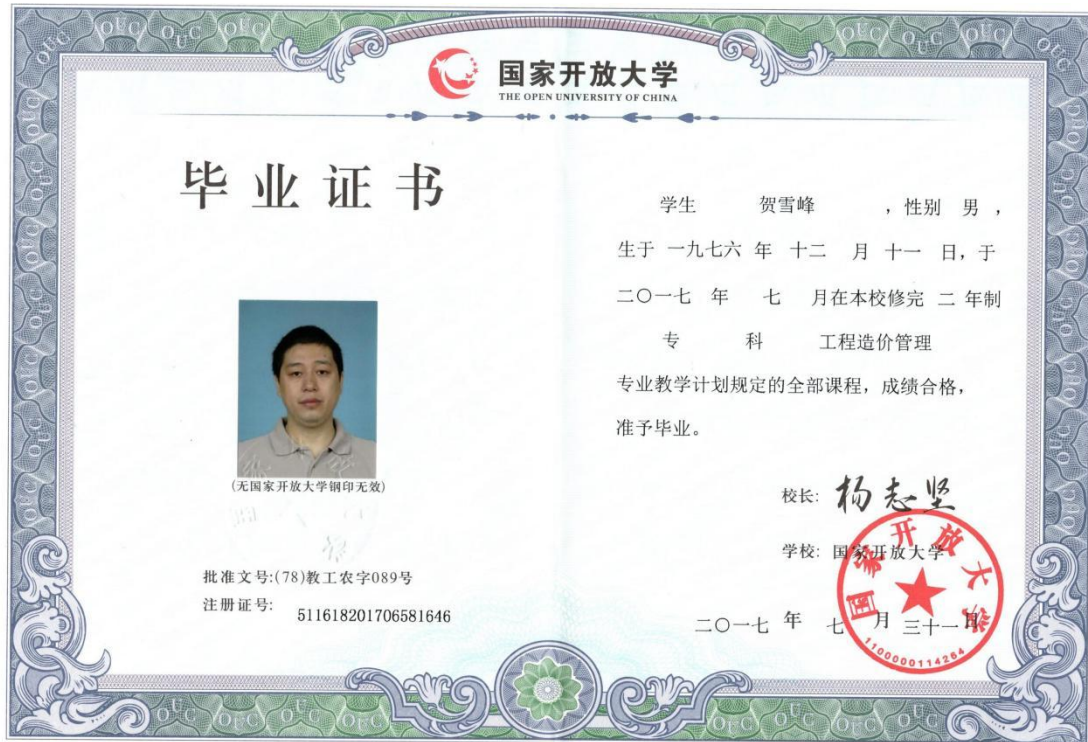 国家开放大学
THE OPEN UNIVERSITY OF CHINA
毕业证书
(无国家开放大学钢印无效)
批准文号:(78)教工农字089号
注册证号: 511618201706581646
学生 贺雪峰 ，性别 男 ，
生于 一九七六 年 十二 月 十一 日，于
二〇一七 年 七 月在本校修完 二 年制
专 科 工程造价管理
专业教学计划规定的全部课程，成绩合格，
准予毕业。
校长: 杨志坚
学校: 国家开放大学
二〇一七 年 七 月 三十一 日
国家开放大学
1100000114264
OUC